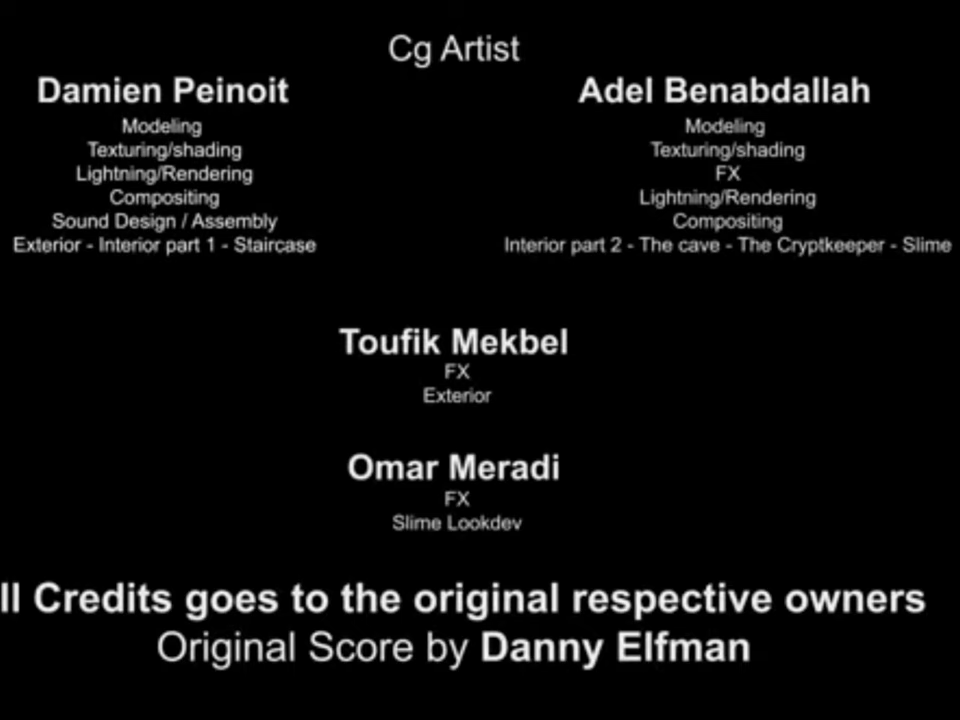 Cg Artist
Damien Peinoit
Modeling
Texturing/shading
Lightning/Rendering
Compositing
Sound Design / Assembly
Exterior - Interior part 1 - Staircase
Adel Benabdallah
Modeling
Texturing/shading
FX
Lightning/Rendering
Compositing
Interior part 2 - The cave - The Cryptkeeper - Slime
Toufik Mekbel
FX
Exterior
Omar Meradi
FX
Slime Lookdev
ll Credits goes to the original respective owners
Original Score by Danny Elfman